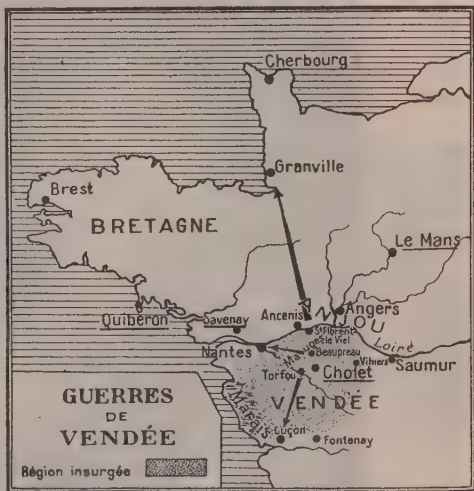 Cherbourg
Granville
Brest
BRETAGNE
Le Mans
ANJOU
Angers
Ancenis
St Florent
le Viel
Quiberon
Savenay
Loire
Nantes
Mauges
Beaupreau
Vihiers
Saumur
Torfou
Cholet
VENDÉE
Marais
Luçon
Fontenay
GUERRES
DE
VENDÉE
Région insurgée